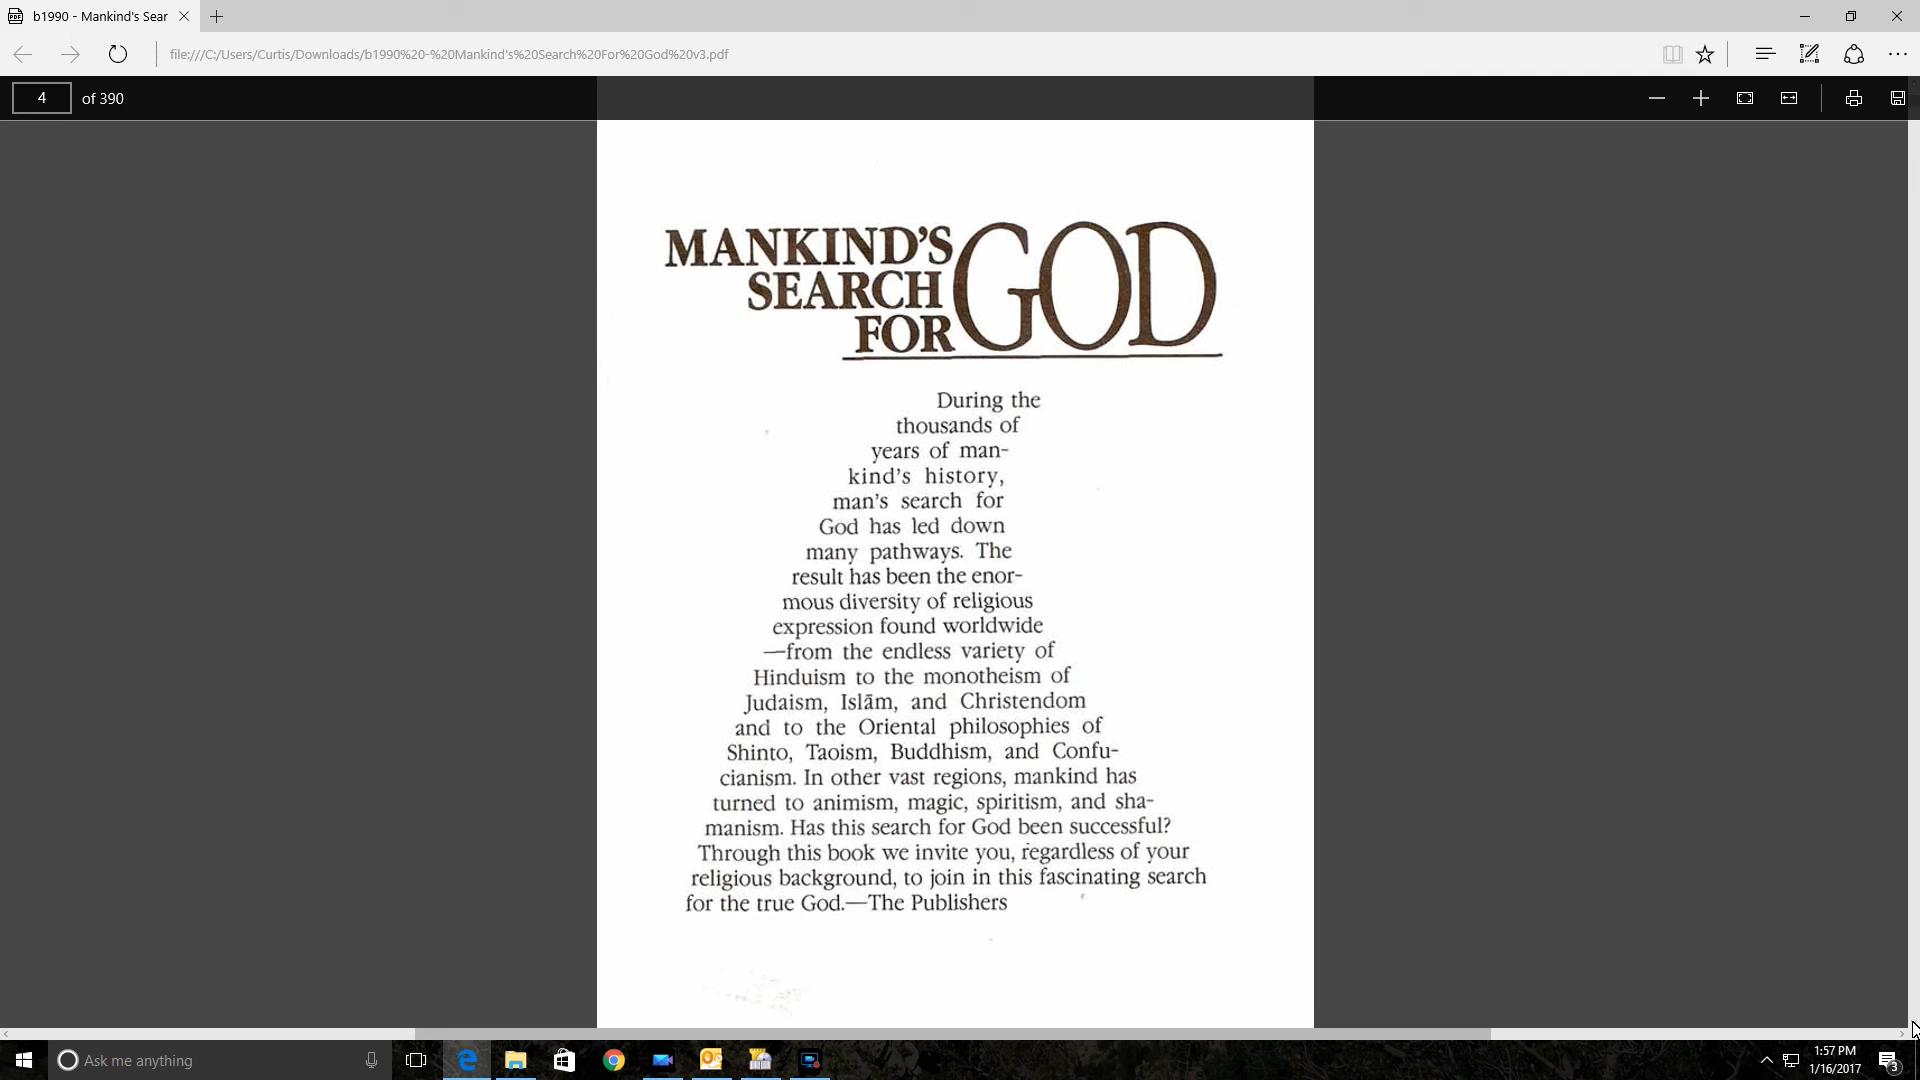 b1990 - Mankind's Sear
file:///C:/Users/Curtis/Downloads/b1990%20-%20Mankind's%20Search%20For%20God%20v3.pdf
4 of 390
MANKIND'S
SEARCH
FOR GOD
During the
thousands of
years of man-
kind's history,
man's search for
God has led down
many pathways. The
result has been the enor-
mous diversity of religious
expression found worldwide
—from the endless variety of
Hinduism to the monotheism of
Judaism, Islām, and Christendom
and to the Oriental philosophies of
Shinto, Taoism, Buddhism, and Confu-
cianism. In other vast regions, mankind has
turned to animism, magic, spiritism, and sha-
manism. Has this search for God been successful?
Through this book we invite you, regardless of your
religious background, to join in this fascinating search
for the true God.—The Publishers
Ask me anything
1:57 PM
1/16/2017
3